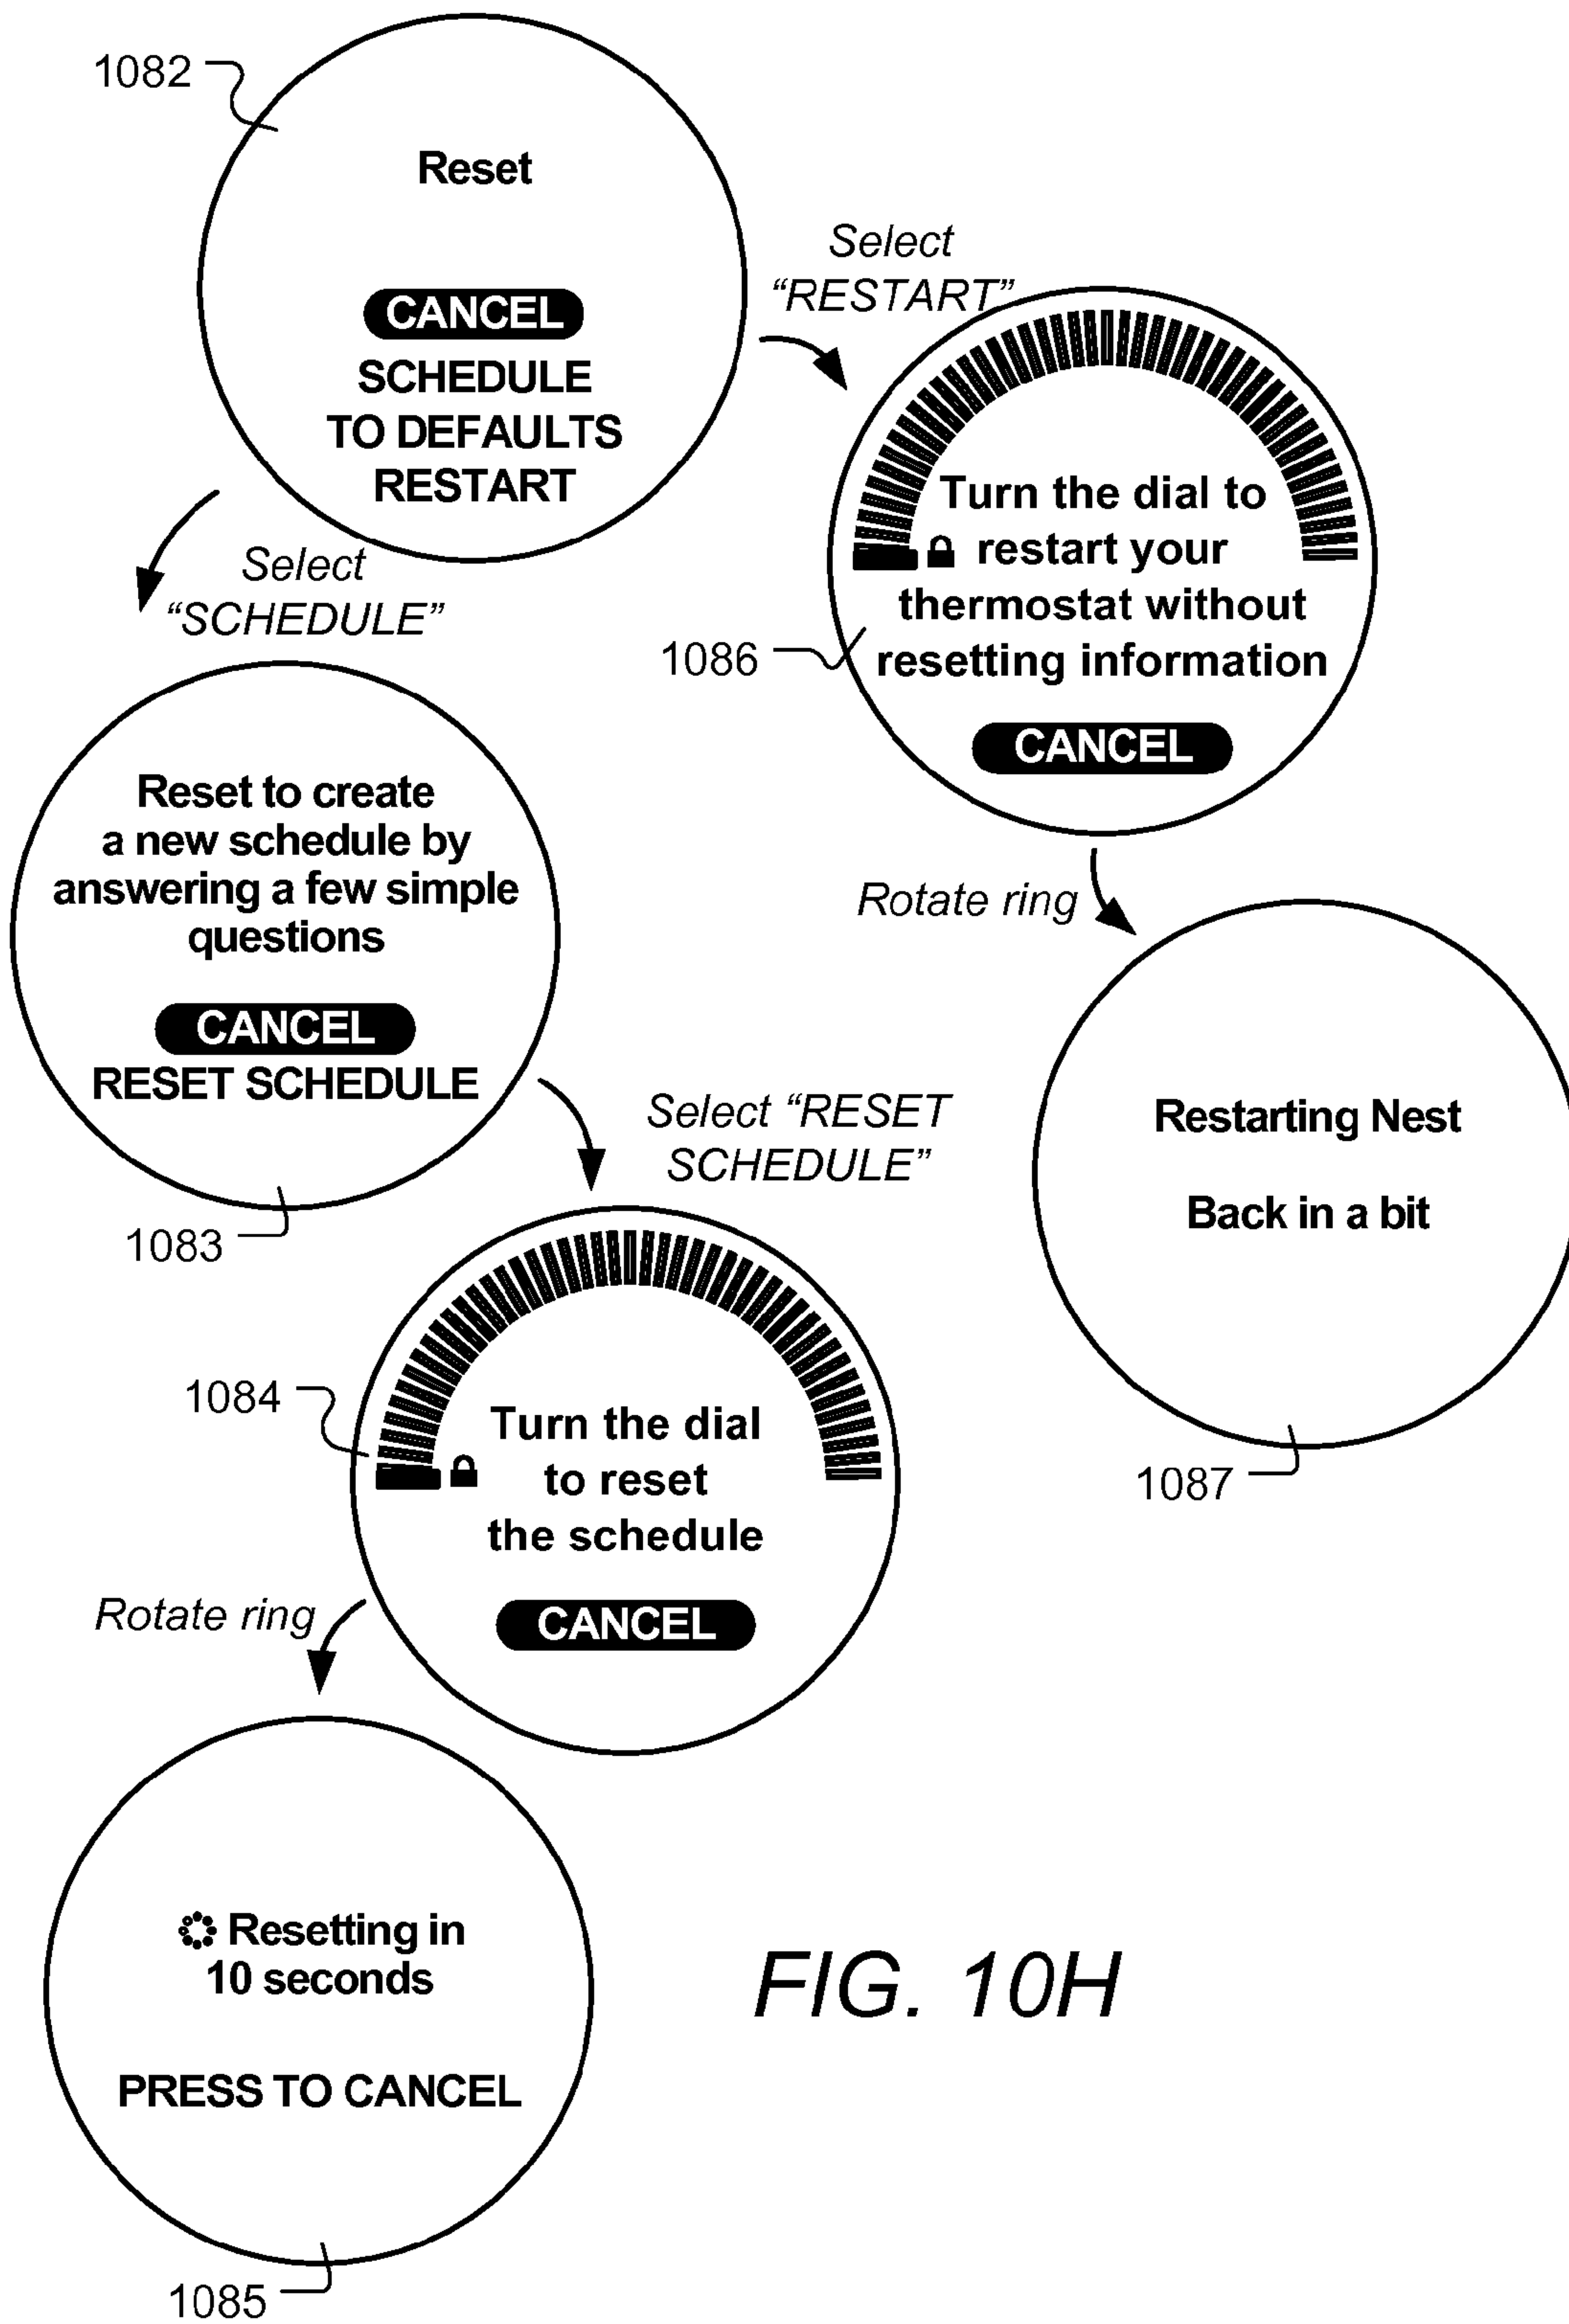 1082
Reset
CANCEL
SCHEDULE
TO DEFAULTS
RESTART
Select
“RESTART”
Select
“SCHEDULE”
Turn the dial to
restart your
thermostat without
resetting information
CANCEL
1086
Reset to create
a new schedule by
answering a few simple
questions
CANCEL
RESET SCHEDULE
1083
Rotate ring
Restarting Nest
Back in a bit
1087
Select “RESET
SCHEDULE”
1084
Turn the dial
to reset
the schedule
CANCEL
Rotate ring
Resetting in
10 seconds
PRESS TO CANCEL
1085
FIG. 10H